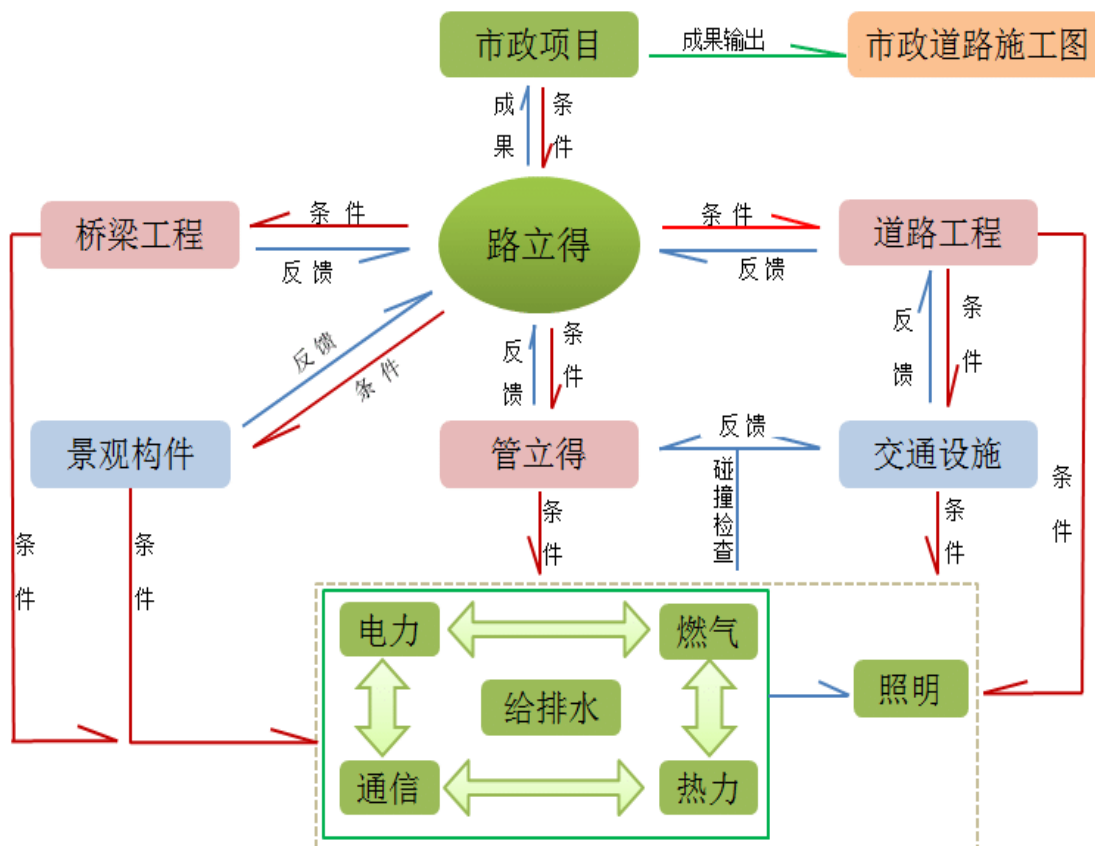 市政项目
成果输出
市政道路施工图
成果
条件
桥梁工程
条件
反馈
路立得
条件
反馈
道路工程
反馈
条件
反馈
条件
反馈
条件
景观构件
管立得
反馈
碰撞检查
交通设施
条件
条件
条件
条件
条件
电力
燃气
给排水
照明
通信
热力